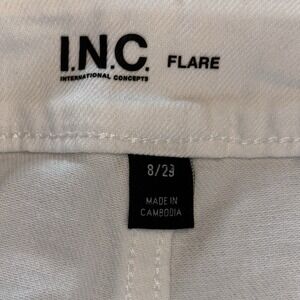 I.N.C. FLARE
INTERNATIONAL CONCEPTS
8/29
MADE IN
CAMBODIA